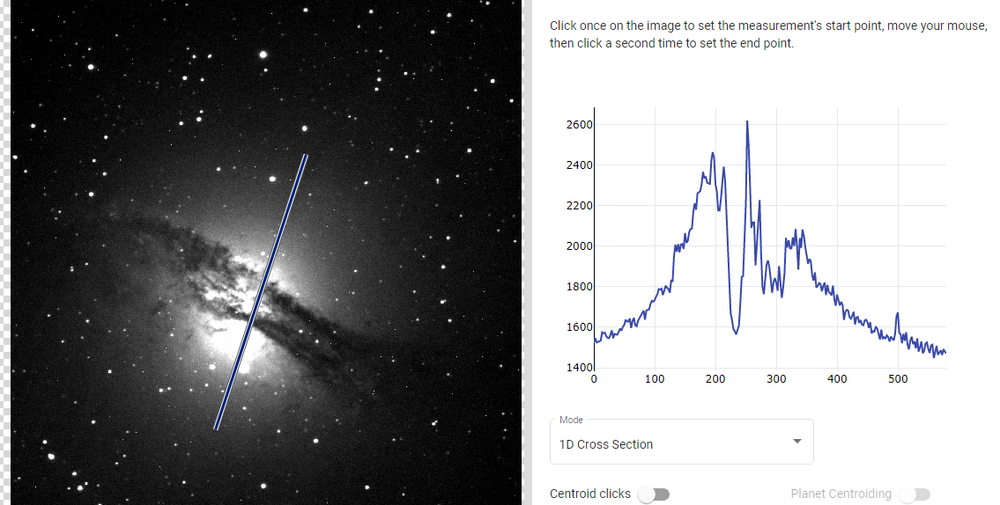 Click once on the image to set the measurement's start point, move your mouse,
then click a second time to set the end point.
2600
2400
2200
2000
1800
1600
1400
0 100 200 300 400 500
Mode
1D Cross Section
Centroid clicks Planet Centroiding